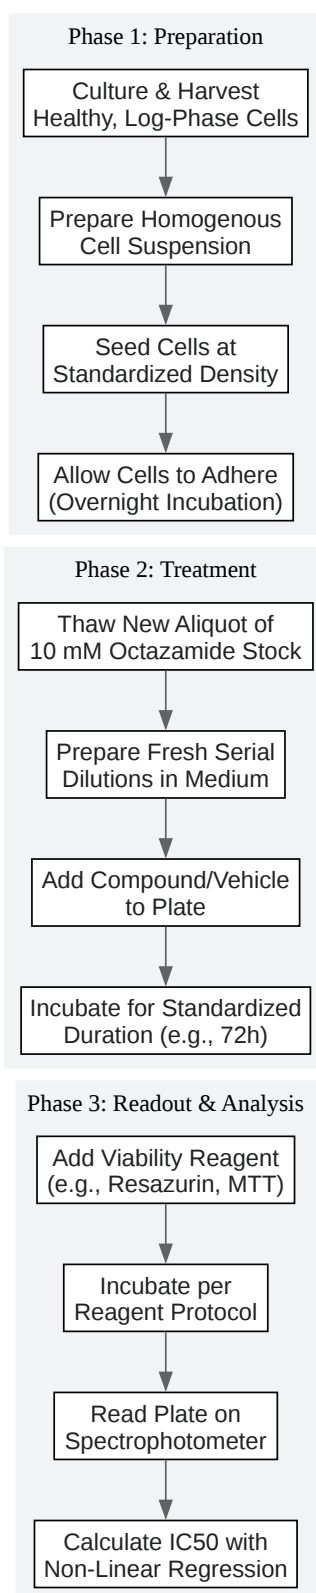 Phase 1: Preparation
Culture & Harvest
Healthy, Log-Phase Cells
Prepare Homogenous
Cell Suspension
Seed Cells at
Standardized Density
Allow Cells to Adhere
(Overnight Incubation)
Phase 2: Treatment
Thaw New Aliquot of
10 mM Octazamide Stock
Prepare Fresh Serial
Dilutions in Medium
Add Compound/Vehicle
to Plate
Incubate for Standardized
Duration (e.g., 72h)
Phase 3: Readout & Analysis
Add Viability Reagent
(e.g., Resazurin, MTT)
Incubate per
Reagent Protocol
Read Plate on
Spectrophotometer
Calculate IC50 with
Non-Linear Regression